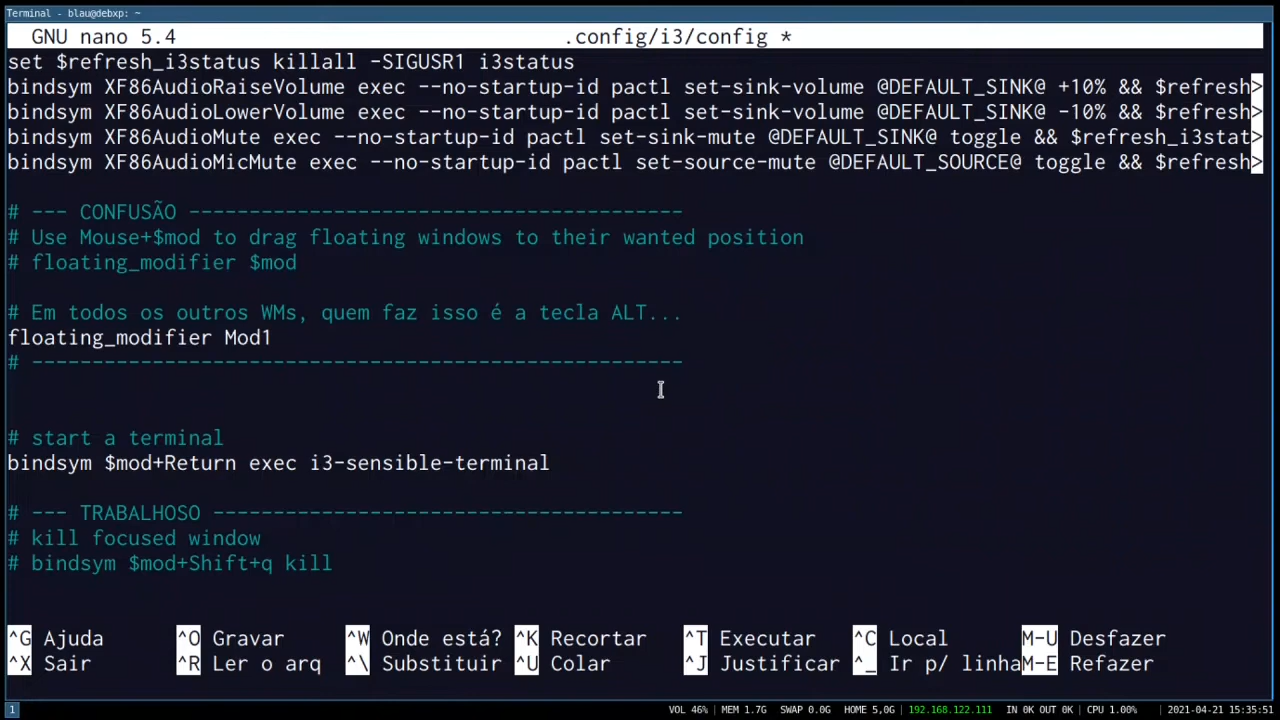 Terminal - blau@debxp: ~
GNU nano 5.4 .config/i3/config *
set $refresh_i3status killall -SIGUSR1 i3status
bindsym XF86AudioRaiseVolume exec --no-startup-id pactl set-sink-volume @DEFAULT_SINK@ +10% && $refresh>
bindsym XF86AudioLowerVolume exec --no-startup-id pactl set-sink-volume @DEFAULT_SINK@ -10% && $refresh>
bindsym XF86AudioMute exec --no-startup-id pactl set-sink-mute @DEFAULT_SINK@ toggle && $refresh_i3stat>
bindsym XF86AudioMicMute exec --no-startup-id pactl set-source-mute @DEFAULT_SOURCE@ toggle && $refresh>
# --- CONFUSÃO -----------------------------------------
# Use Mouse+$mod to drag floating windows to their wanted position
# floating_modifier $mod
# Em todos os outros WMs, quem faz isso é a tecla ALT...
floating_modifier Mod1
# ------------------------------------------------------
# start a terminal
bindsym $mod+Return exec i3-sensible-terminal
# --- TRABALHOSO ---------------------------------------
# kill focused window
# bindsym $mod+Shift+q kill
^G Ajuda ^O Gravar ^W Onde está? ^K Recortar ^T Executar ^C Local M-U Desfazer
^X Sair ^R Ler o arq ^\ Substituir ^U Colar ^J Justificar ^_ Ir p/ linha M-E Refazer
1 VOL 46% | MEM 1.7G SWAP 0.0G HOME 5,0G | 192.168.122.111 IN 0K OUT 0K | CPU 1.00% | 2021-04-21 15:35:51